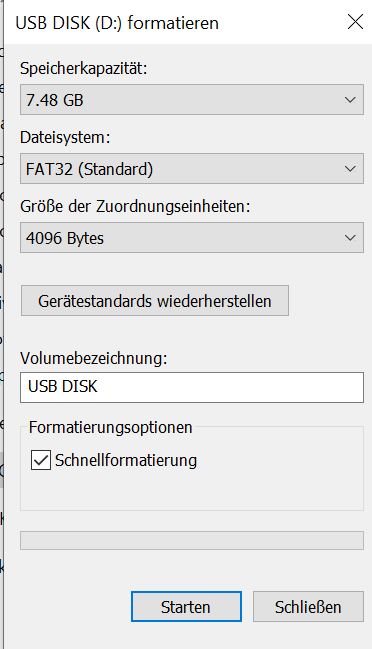 USB DISK (D:) formatieren
Speicherkapazität:
7.48 GB
Dateisystem:
FAT32 (Standard)
Größe der Zuordnungseinheiten:
4096 Bytes
Gerätestandards wiederherstellen
Volumebezeichnung:
USB DISK
Formatierungsoptionen
Schnellformatierung
Starten
Schließen